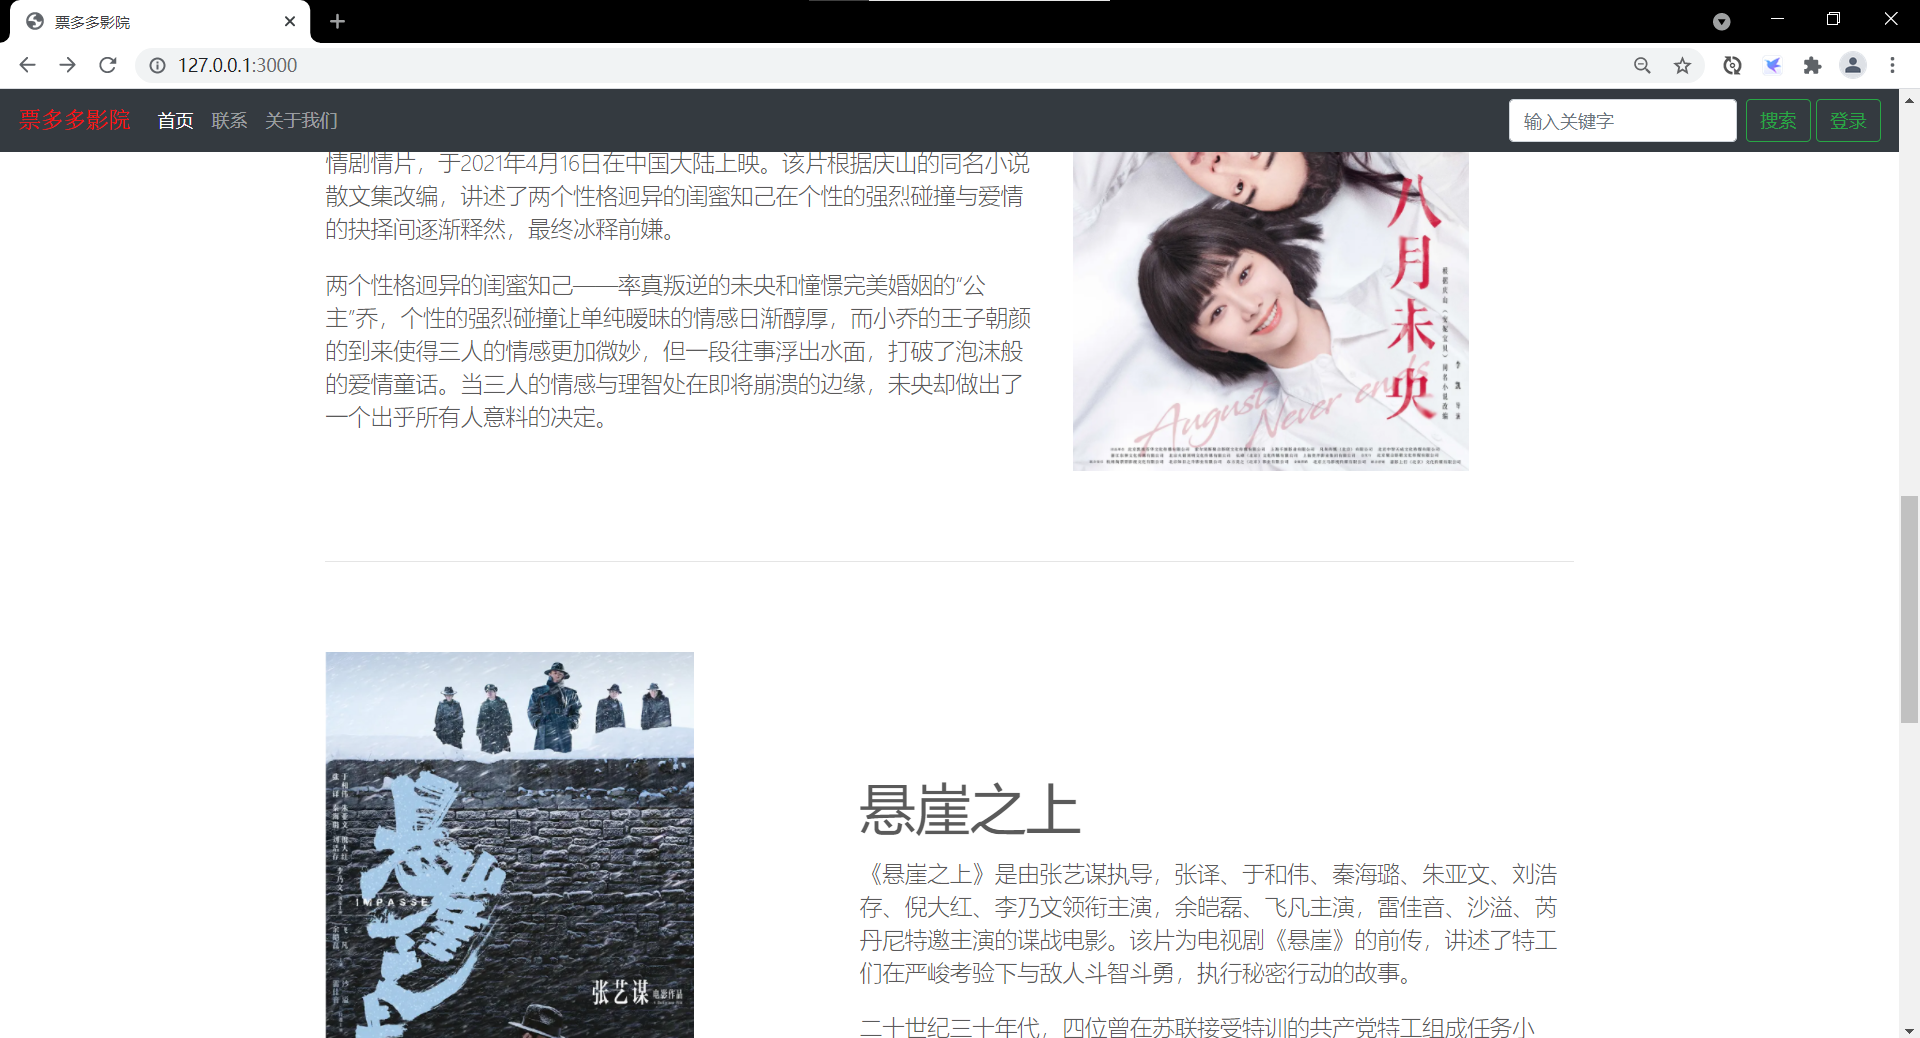 票多多影院
127.0.0.1:3000
票多多影院 首页 联系 关于我们 输入关键字 搜索 登录
情剧情片，于2021年4月16日在中国大陆上映。该片根据庆山的同名小说
散文集改编，讲述了两个性格迥异的闺蜜知己在个性的强烈碰撞与爱情
的抉择间逐渐释然，最终冰释前嫌。
两个性格迥异的闺蜜知己——率真叛逆的未央和憧憬完美婚姻的“公
主”乔，个性的强烈碰撞让单纯暧昧的情感日渐醇厚，而小乔的王子朝颜
的到来使得三人的情感更加微妙，但一段往事浮出水面，打破了泡沫般
的爱情童话。当三人的情感与理智处在即将崩溃的边缘，未央却做出了
一个出乎所有人意料的决定。
八月未央
August Never ends
悬崖之上
IMPASSE
张艺谋 电影作品
悬崖之上
《悬崖之上》是由张艺谋执导，张译、于和伟、秦海璐、朱亚文、刘浩
存、倪大红、李乃文领衔主演，余皑磊、飞凡主演，雷佳音、沙溢、芮
丹尼特邀主演的谍战电影。该片为电视剧《悬崖》的前传，讲述了特工
们在严峻考验下与敌人斗智斗勇，执行秘密行动的故事。
二十世纪三十年代，四位曾在苏联接受特训的共产党特工组成任务小